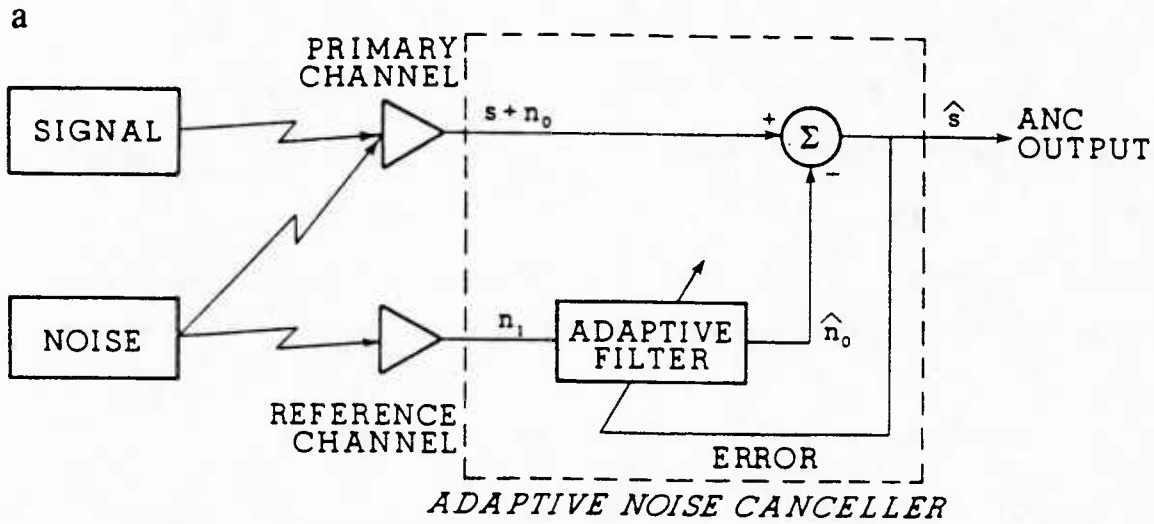 a
PRIMARY
CHANNEL
SIGNAL
s + n₀
+
Σ
−
ŝ
ANC
OUTPUT
NOISE
n₁
ADAPTIVE
FILTER
n̂₀
REFERENCE
CHANNEL
ERROR
ADAPTIVE NOISE CANCELLER